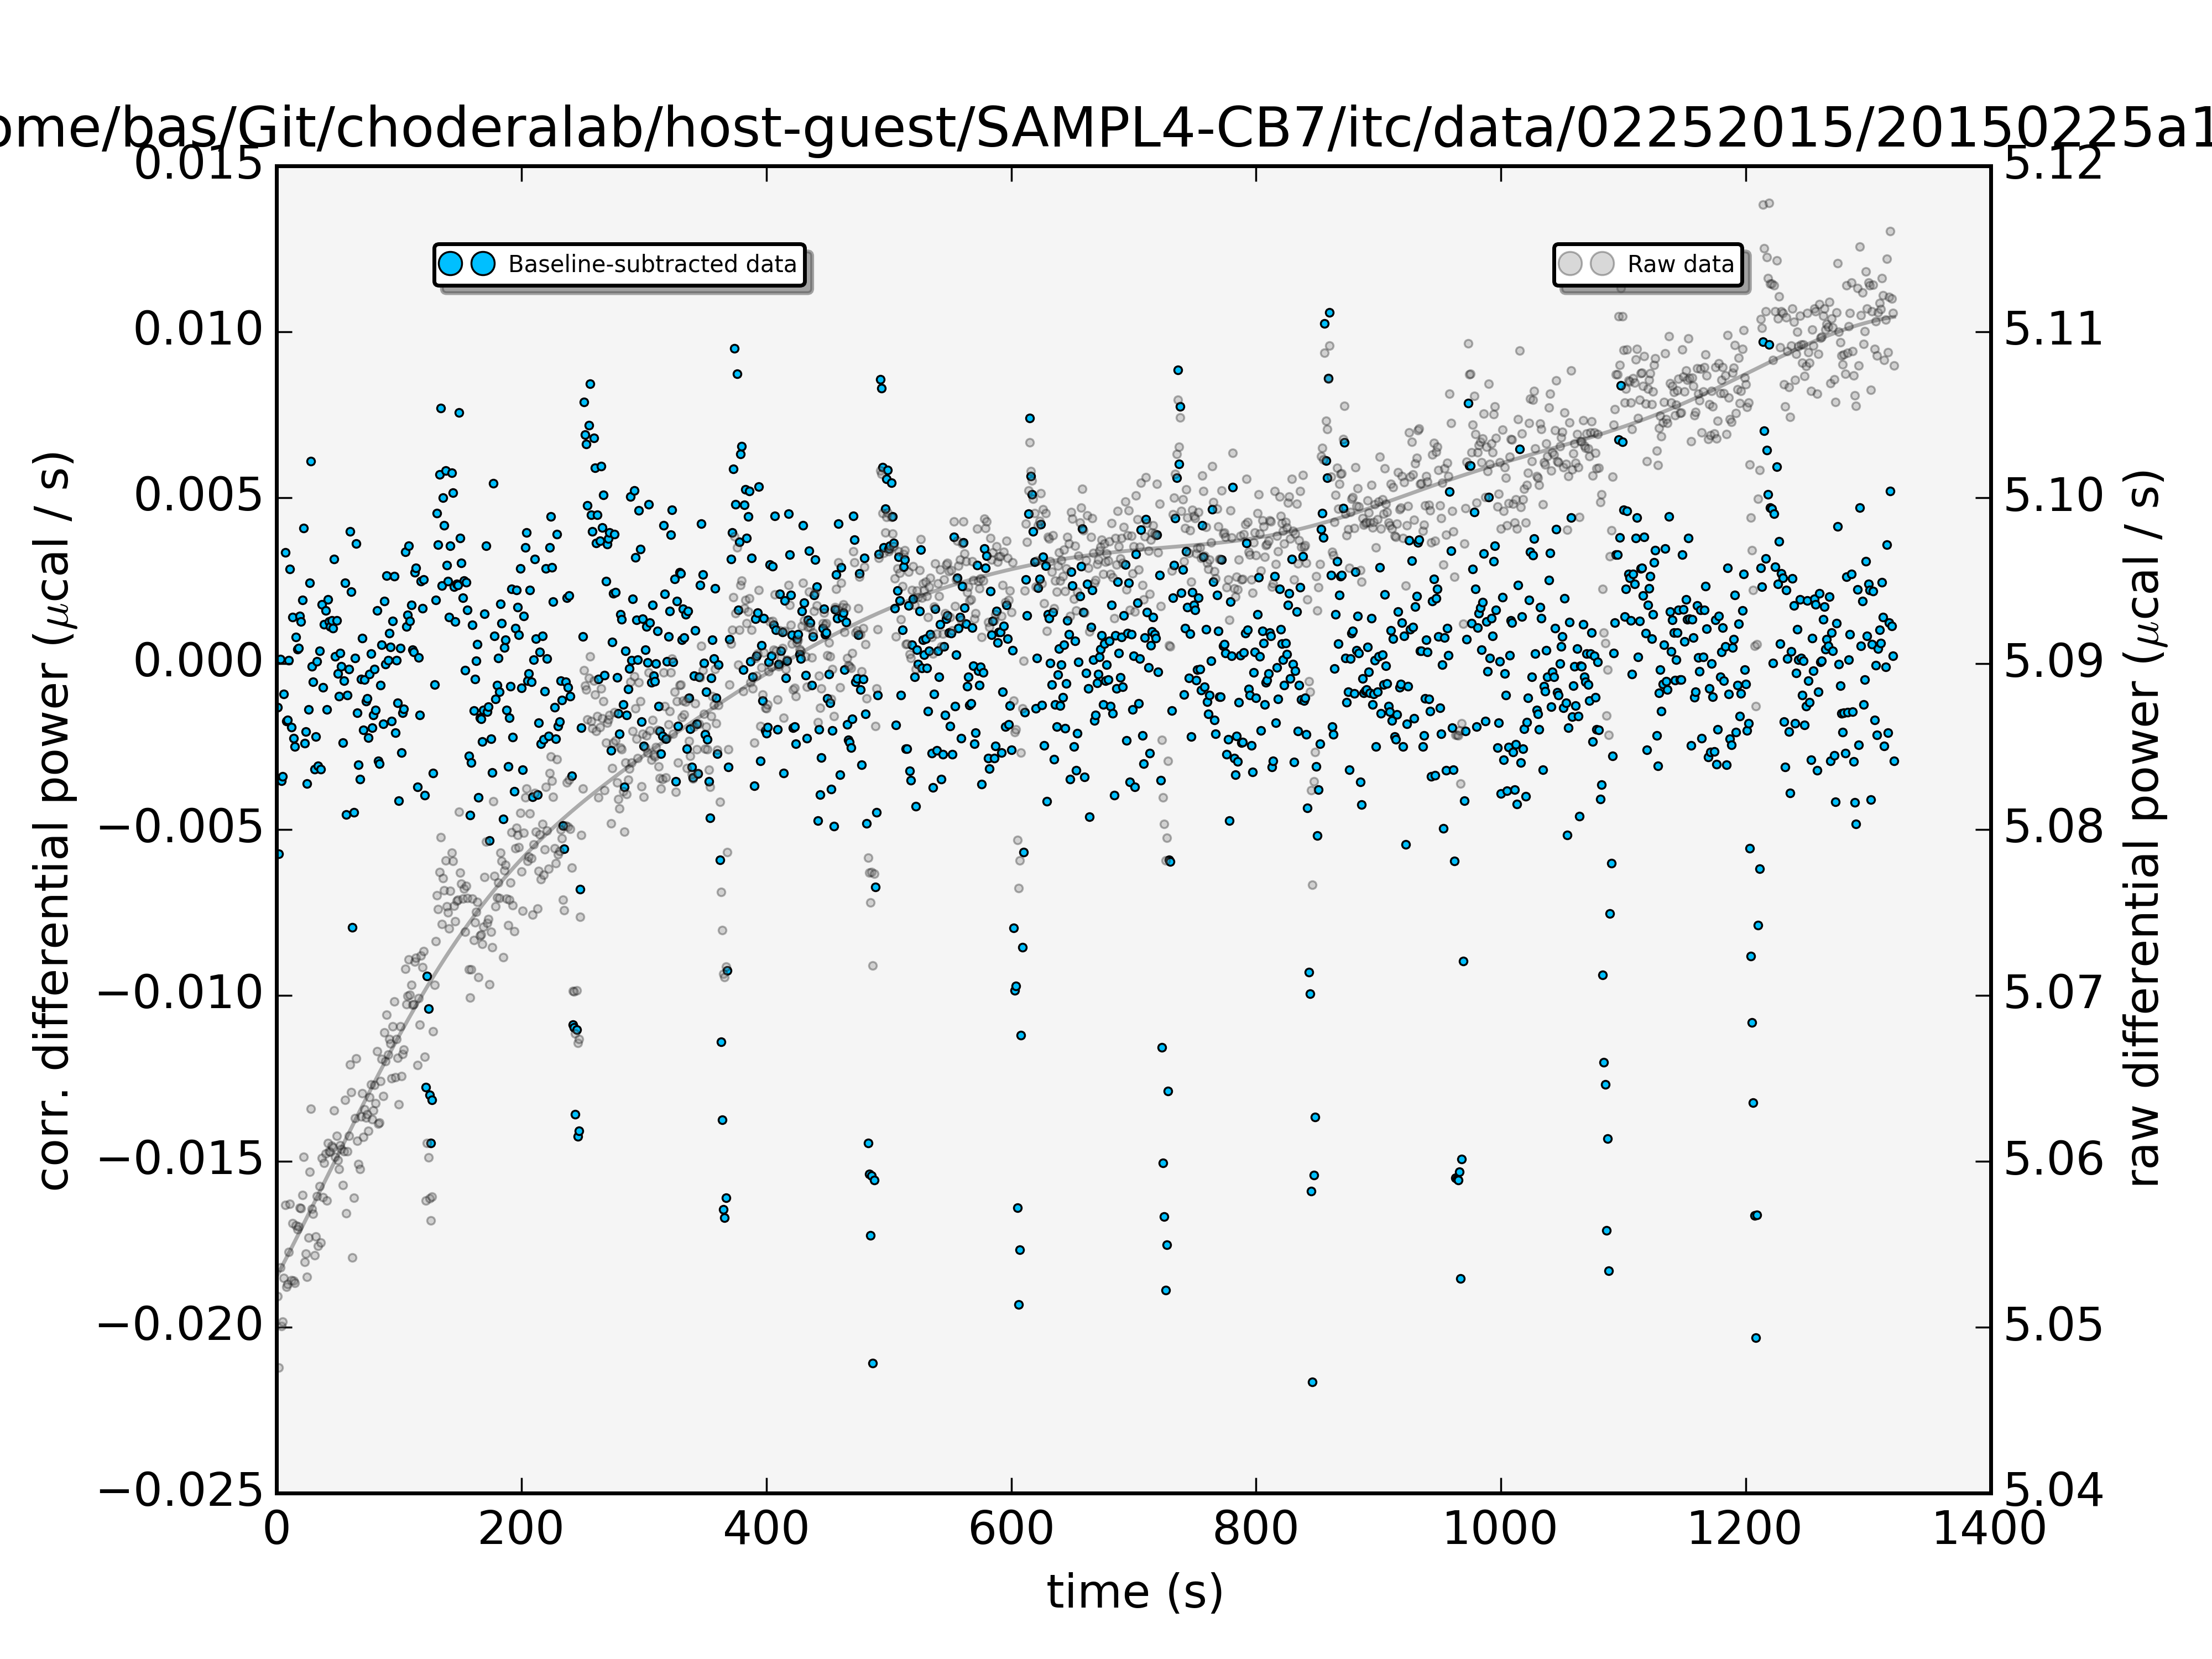 ome/bas/Git/choderalab/host-guest/SAMPL4-CB7/itc/data/02252015/20150225a1
0.015
0.010
0.005
0.000
−0.005
−0.010
−0.015
−0.020
−0.025
corr. differential power (μcal / s)
Baseline-subtracted data
Raw data
5.12
5.11
5.10
5.09
5.08
5.07
5.06
5.05
5.04
raw differential power (μcal / s)
0 200 400 600 800 1000 1200 1400
time (s)